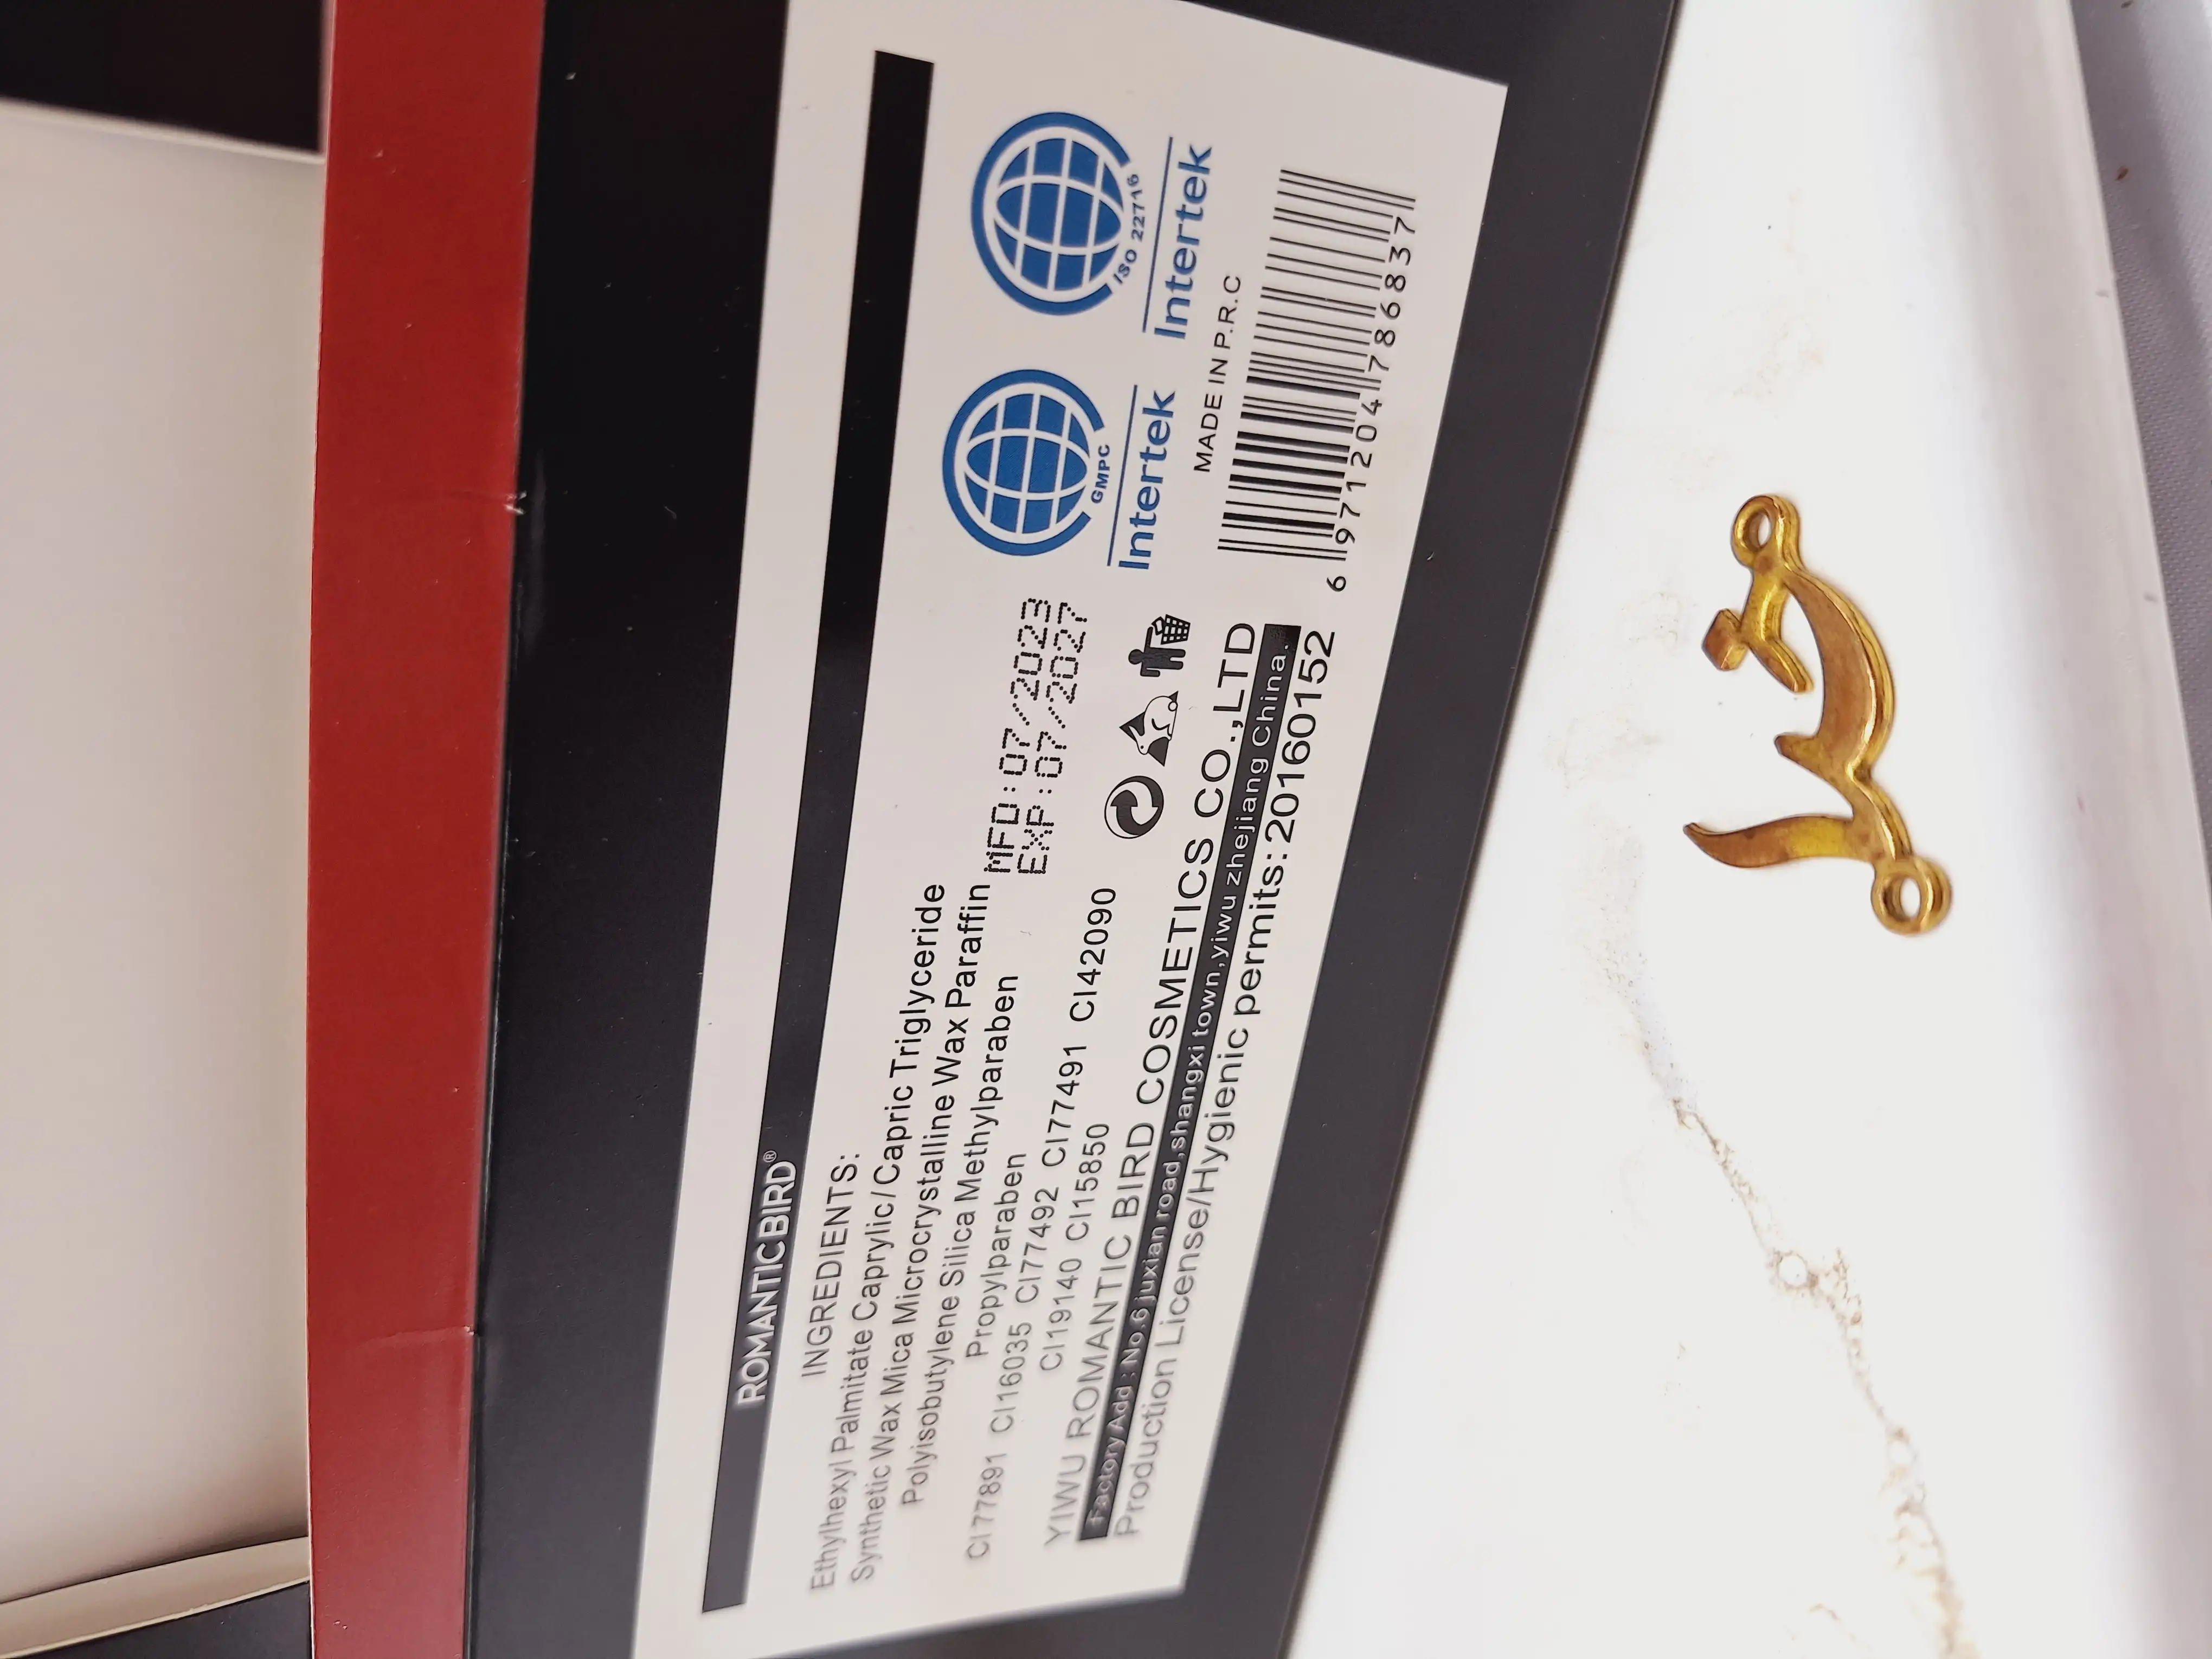 ROMANTIC BIRD®
INGREDIENTS:
Ethylhexyl Palmitate Caprylic/Capric Triglyceride
Synthetic Wax Mica Microcrystalline Wax Paraffin
Polyisobutylene Silica Methylparaben
Propylparaben
CI 77891 CI16035 CI77492 CI77491 CI42090
CI19140 CI15850
MFD:07/2023
EXP:07/2027
YIWU ROMANTIC BIRD COSMETICS CO.,LTD
Factory Add : No.6 juxian road,shangxi town,yiwu zhejiang China.
Production License/Hygienic permits:20160152
GMPC
Intertek
ISO 22716
Intertek
MADE IN P.R.C
6 971204 786837